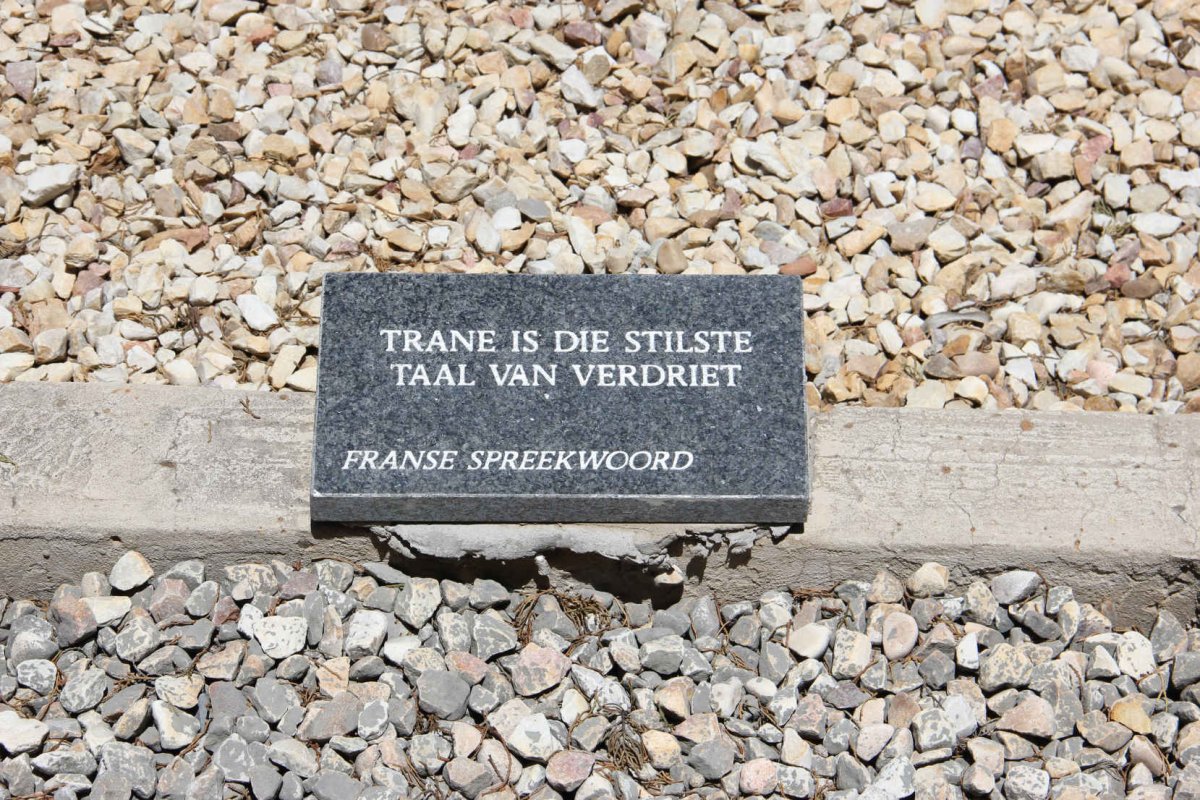 TRANE IS DIE STILSTE
TAAL VAN VERDRIET
FRANSE SPREEKWOORD